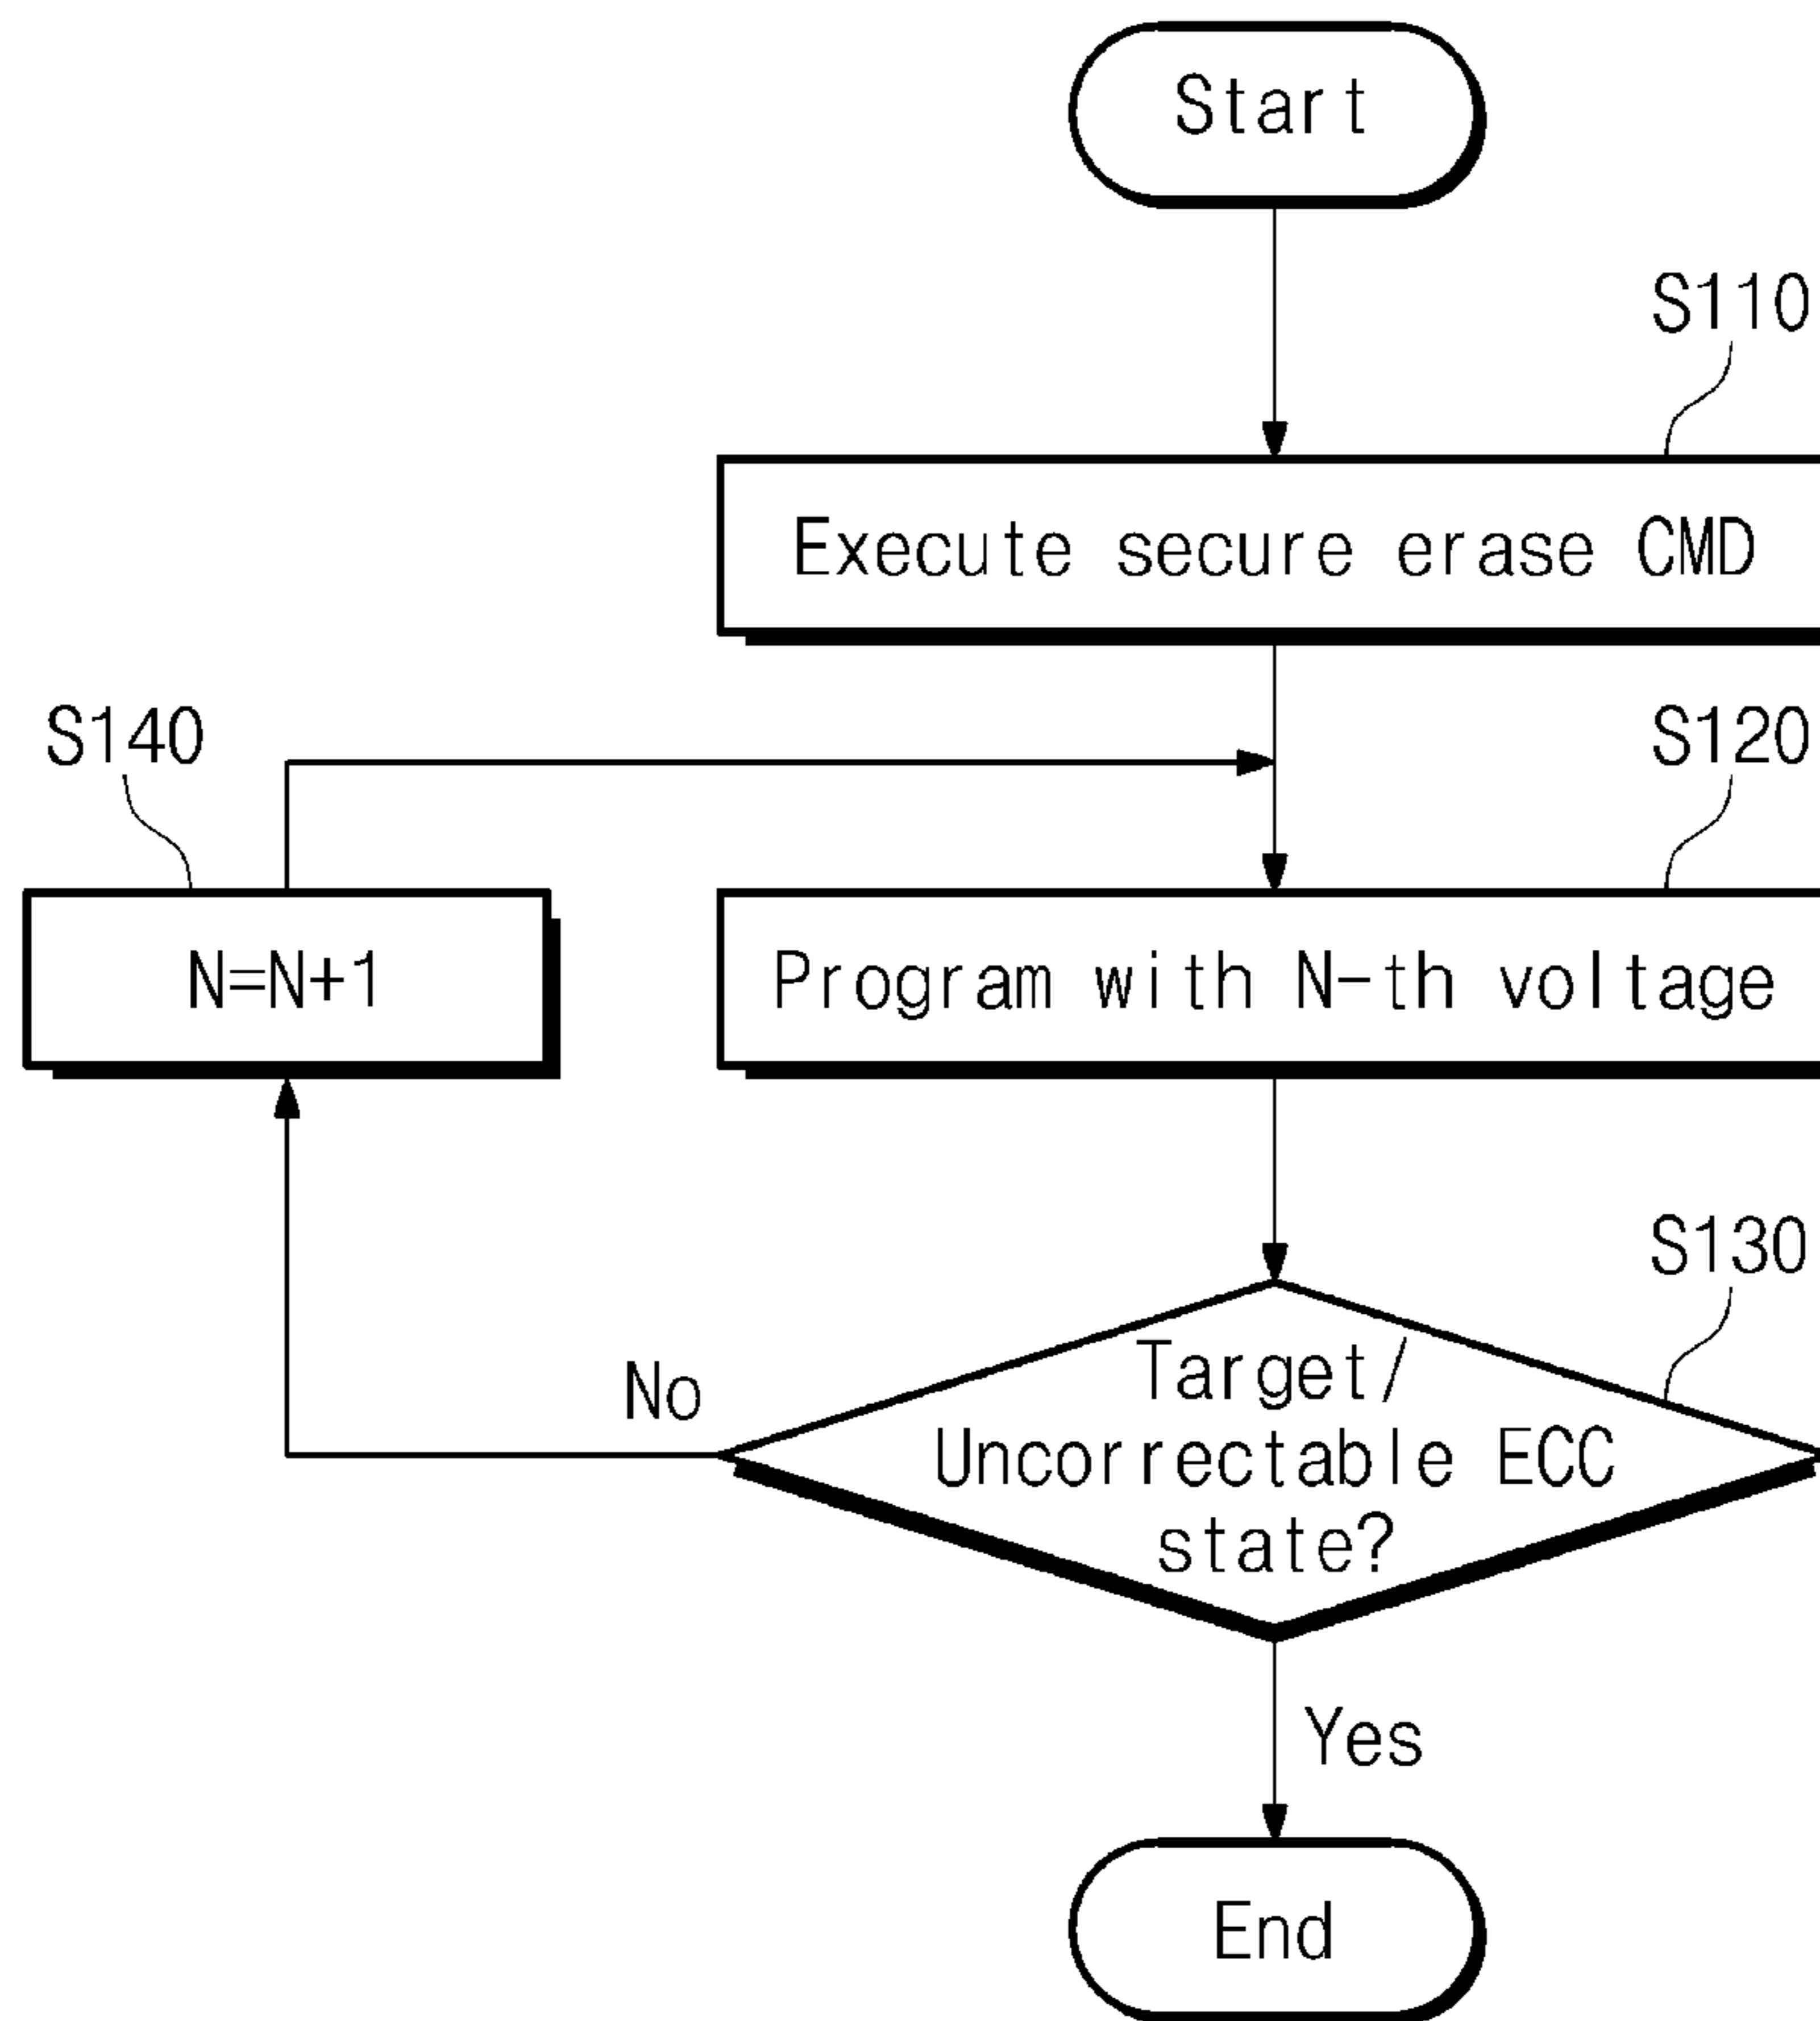 Start
S110
Execute secure erase CMD
S140
S120
N=N+1
Program with N-th voltage
S130
Target/
No
Uncorrectable ECC
state?
Yes
End